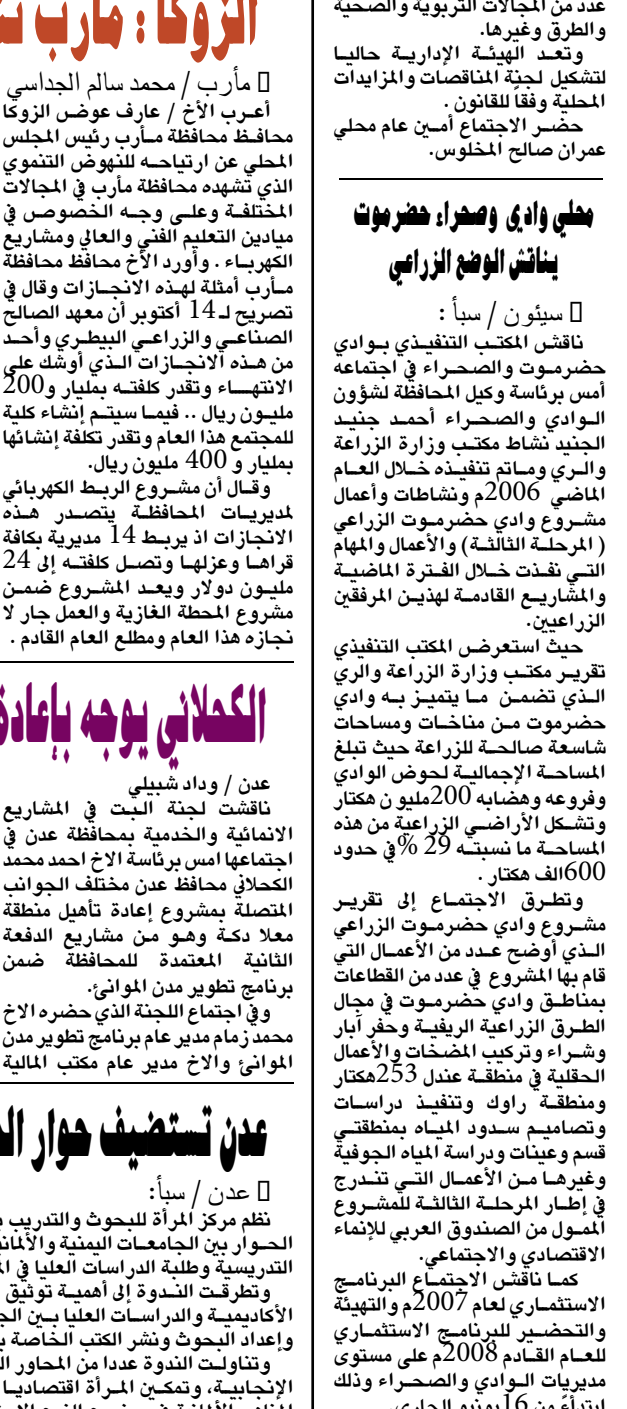 عدد من المجالات التربوية والصحية
والطرق وغيرها.
وتعد الهيئة الإدارية حاليا
لتشكيل لجنة المناقصات والمزايدات
المحلية وفقاً للقانون .
حضر الاجتماع أمين عام محلي
عمران صالح المخلوس.
محلي وادي وصحراء حضرموت
يناقش الوضع الزراعي
سيئون / سبأ :
ناقش المكتب التنفيذي بوادي
حضرموت والصحراء في اجتماعه
أمس برئاسة وكيل المحافظة لشؤون
الوادي والصحراء أحمد جنيد
الجنيد نشاط مكتب وزارة الزراعة
والري وماتم تنفيذه خلال العام
الماضي 2006م ونشاطات وأعمال
مشروع وادي حضرموت الزراعي
( المرحلة الثالثة) والأعمال والمهام
التي نفذت خلال الفترة الماضية
والمشاريع القادمة لهذين المرفقين
الزراعيين.
حيث استعرض المكتب التنفيذي
تقرير مكتب وزارة الزراعة والري
الذي تضمن ما يتميز به وادي
حضرموت من مناخات ومساحات
شاسعة صالحة للزراعة حيث تبلغ
المساحة الإجمالية لحوض الوادي
وفروعه وهضابه 200مليو ن هكتار
وتشكل الأراضي الزراعية من هذه
المساحة ما نسبته 29 %في حدود
600الف هكتار .
وتطرق الاجتماع إلى تقرير
مشروع وادي حضرموت الزراعي
الذي أوضح عدد من الأعمال التي
قام بها المشروع في عدد من القطاعات
بمناطق وادي حضرموت في مجال
الطرق الزراعية الريفية وحفر آبار
وشراء وتركيب المضخات والأعمال
الحقلية في منطقة عندل 253هكتار
ومنطقة راوك وتنفيذ دراسات
وتصاميم سدود المياه بمنطقتي
قسم وعينات ودراسة المياه الجوفية
وغيرها من الأعمال التي تندرج
في إطار المرحلة الثالثة للمشروع
الممول من الصندوق العربي للإنماء
الاقتصادي والاجتماعي.
كما ناقش الاجتماع البرنامج
الاستثماري لعام 2007م والتهيئة
والتحضير للبرنامج الاستثماري
للعام القادم 2008م على مستوى
مديريات الوادي والصحراء وذلك
ابتداءً من 16يونيو الجاري.
الزوكا : مارب
مأرب / محمد سالم الجداسي
أعرب الأخ / عارف عوض الزوكا
محافظ محافظة مأرب رئيس المجلس
المحلي عن ارتياحه للنهوض التنموي
الذي تشهده محافظة مأرب في المجالات
المختلفة وعلى وجه الخصوص في
ميادين التعليم الفني والعالي ومشاريع
الكهرباء . وأورد الأخ محافظ محافظة
مأرب أمثلة لهذه الانجازات وقال في
تصريح لـ 14 أكتوبر أن معهد الصالح
الصناعي والزراعي البيطري وأحد
من هذه الانجازات الذي أوشك على
الانتهاء وتقدر كلفته بمليار و200
مليون ريال .. فيما سيتم إنشاء كلية
للمجتمع هذا العام وتقدر تكلفة إنشائها
بمليار و 400 مليون ريال.
وقال أن مشروع الربط الكهربائي
لمديريات المحافظة يتصدر هذه
الانجازات اذ يربط 14 مديرية بكافة
قراها وعزلها وتصل كلفته إلى 24
مليون دولار ويعد المشروع ضمن
مشروع المحطة الغازية والعمل جار لا
نجازه هذا العام ومطلع العام القادم .
الكحلاني يوجه بإعادة
عدن / وداد شبيلي
ناقشت لجنة البت في المشاريع
الانمائية والخدمية بمحافظة عدن في
اجتماعها امس برئاسة الاخ احمد محمد
الكحلاني محافظ عدن مختلف الجوانب
المتصلة بمشروع إعادة تأهيل منطقة
معلا دكة وهو من مشاريع الدفعة
الثانية المعتمدة للمحافظة ضمن
برنامج تطوير مدن الموانئ.
وفي اجتماع اللجنة الذي حضره الاخ
محمد زمام مدير عام برنامج تطوير مدن
الموانئ والاخ مدير عام مكتب المالية
عدن تستضيف حوار
عدن / سبأ:
نظم مركز المرأة للبحوث والتدريب
الحوار بين الجامعات اليمنية والألمان
التدريسية وطلبة الدراسات العليا في
وتطرقت الندوة إلى أهمية توثيق
الأكاديمية والدراسات العليا بين
وإعداد البحوث ونشر الكتب الخاصة
وتناولت الندوة عددا من المحاور
الإنجابية، وتمكين المرأة اقتصاديا